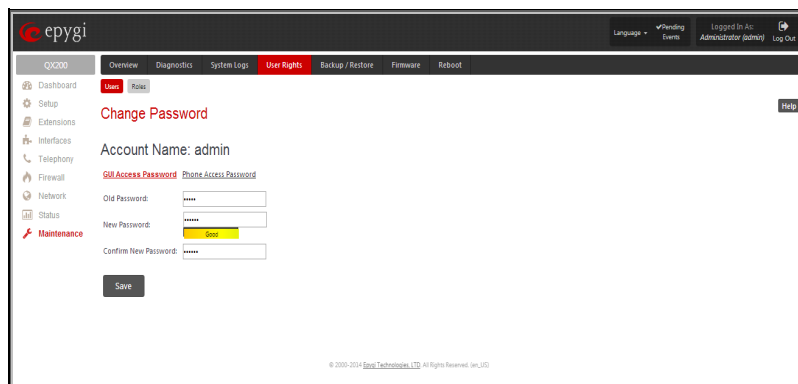 epygi
Language
Pending Events
Logged In As:
Administrator (admin)
Log Out
QX200
Overview Diagnostics System Logs User Rights Backup / Restore Firmware Reboot
Dashboard
Setup
Extensions
Interfaces
Telephony
Firewall
Network
Status
Maintenance
Users Roles
Help
Change Password
Account Name: admin
GUI Access Password Phone Access Password
Old Password: •••••
New Password: ••••••
Good
Confirm New Password: ••••••
Save
© 2000-2014 Epygi Technologies, LTD. All Rights Reserved. (en_US)